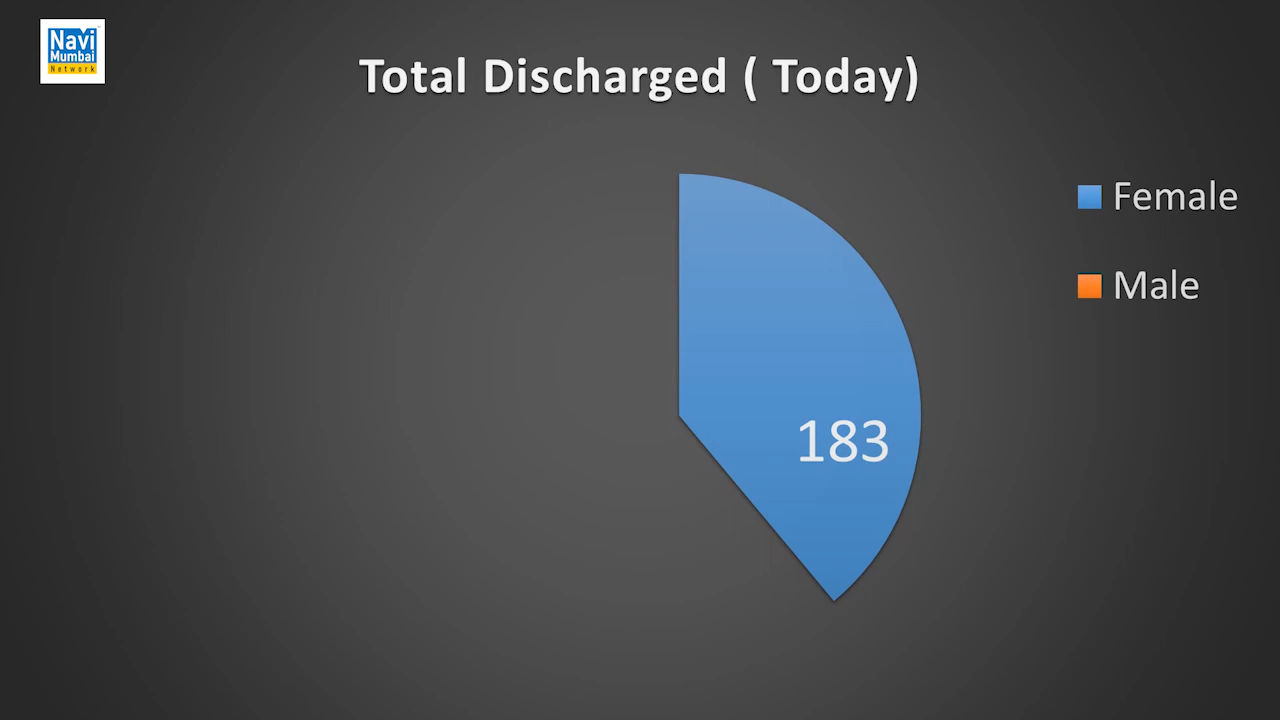 Navi
Mumbai
Network
Total Discharged ( Today)
Female
Male
183